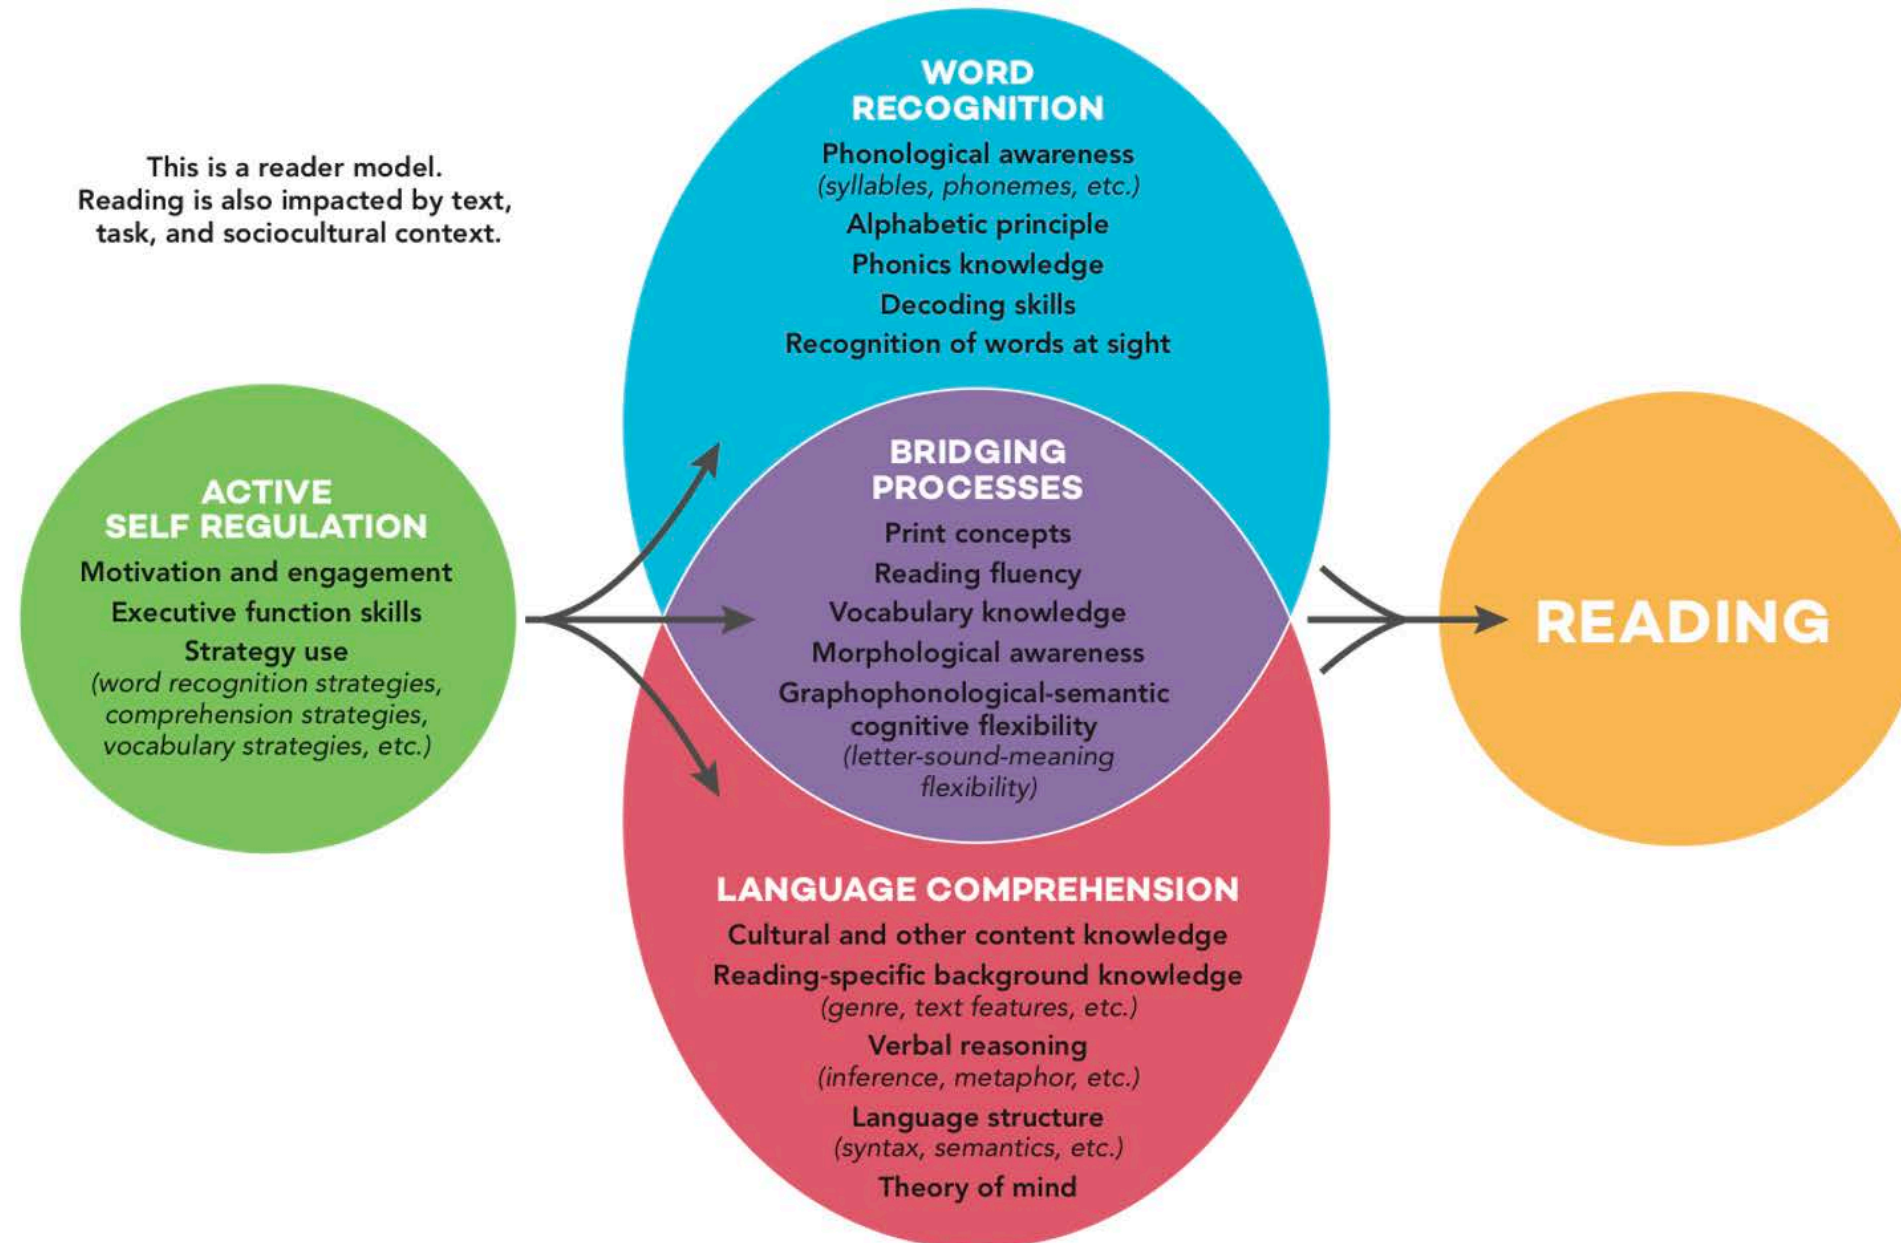 This is a reader model.
Reading is also impacted by text,
task, and sociocultural context.
ACTIVE
SELF REGULATION
Motivation and engagement
Executive function skills
Strategy use
(word recognition strategies,
comprehension strategies,
vocabulary strategies, etc.)
WORD
RECOGNITION
Phonological awareness
(syllables, phonemes, etc.)
Alphabetic principle
Phonics knowledge
Decoding skills
Recognition of words at sight
BRIDGING
PROCESSES
Print concepts
Reading fluency
Vocabulary knowledge
Morphological awareness
Graphophonological-semantic
cognitive flexibility
(letter-sound-meaning
flexibility)
LANGUAGE COMPREHENSION
Cultural and other content knowledge
Reading-specific background knowledge
(genre, text features, etc.)
Verbal reasoning
(inference, metaphor, etc.)
Language structure
(syntax, semantics, etc.)
Theory of mind
READING